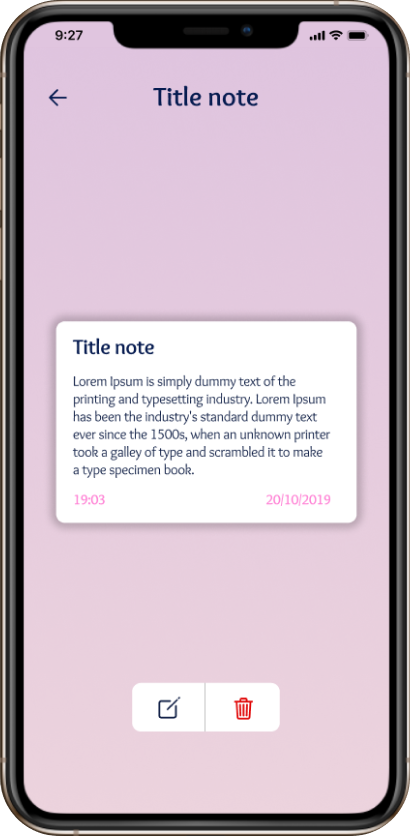 9:27
Title note
Title note
Lorem Ipsum is simply dummy text of the
printing and typesetting industry. Lorem Ipsum
has been the industry's standard dummy text
ever since the 1500s, when an unknown printer
took a galley of type and scrambled it to make
a type specimen book.
19:03 20/10/2019